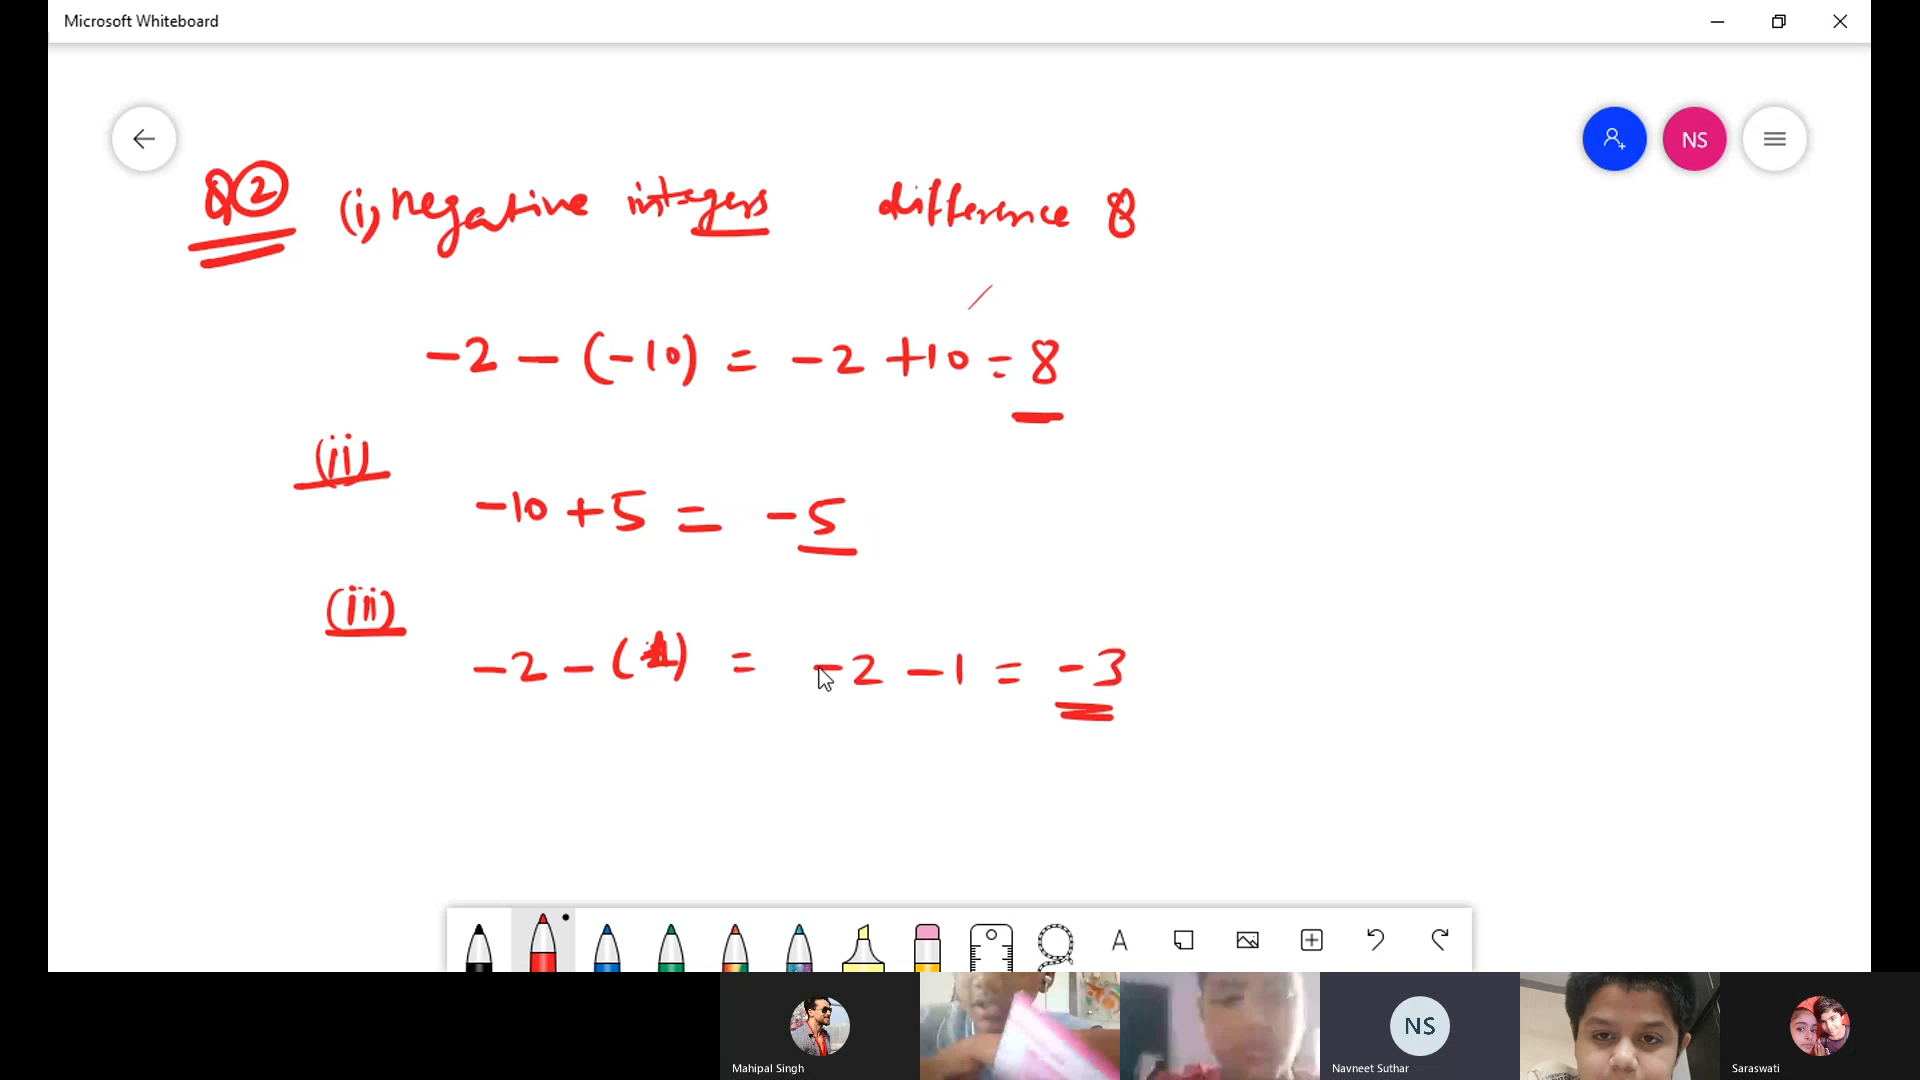 Microsoft Whiteboard
NS
Q② (i) negative integers difference 8
-2 - (-10) = -2 +10 = 8
(ii)
-10 + 5 = -5
(iii)
-2 - (1) = -2 - 1 = -3
A
NS
Mahipal Singh
Navneet Suthar
Saraswati